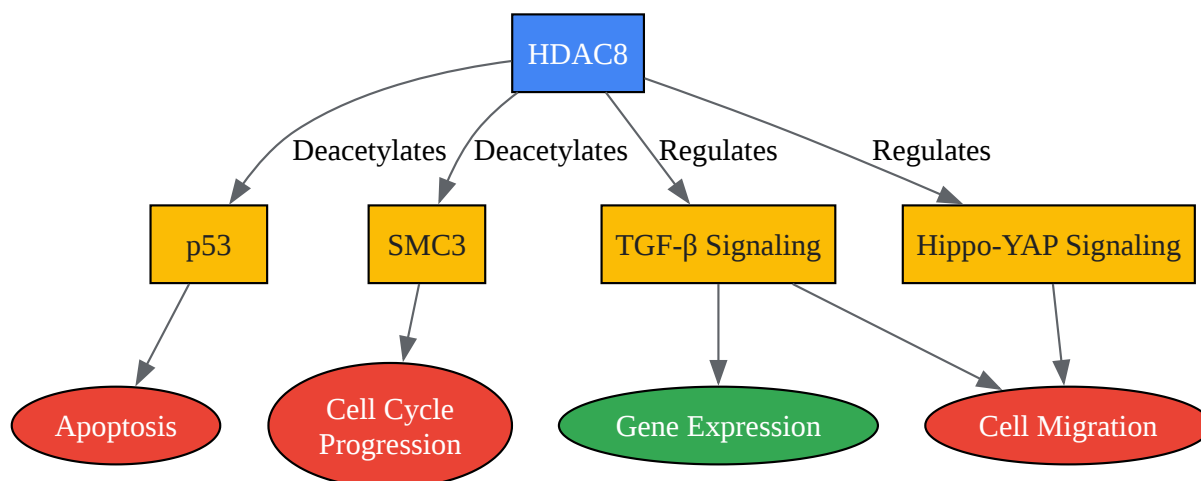 HDAC8
Deacetylates
Deacetylates
Regulates
Regulates
p53
SMC3
TGF-β Signaling
Hippo-YAP Signaling
Apoptosis
Cell Cycle
Progression
Gene Expression
Cell Migration